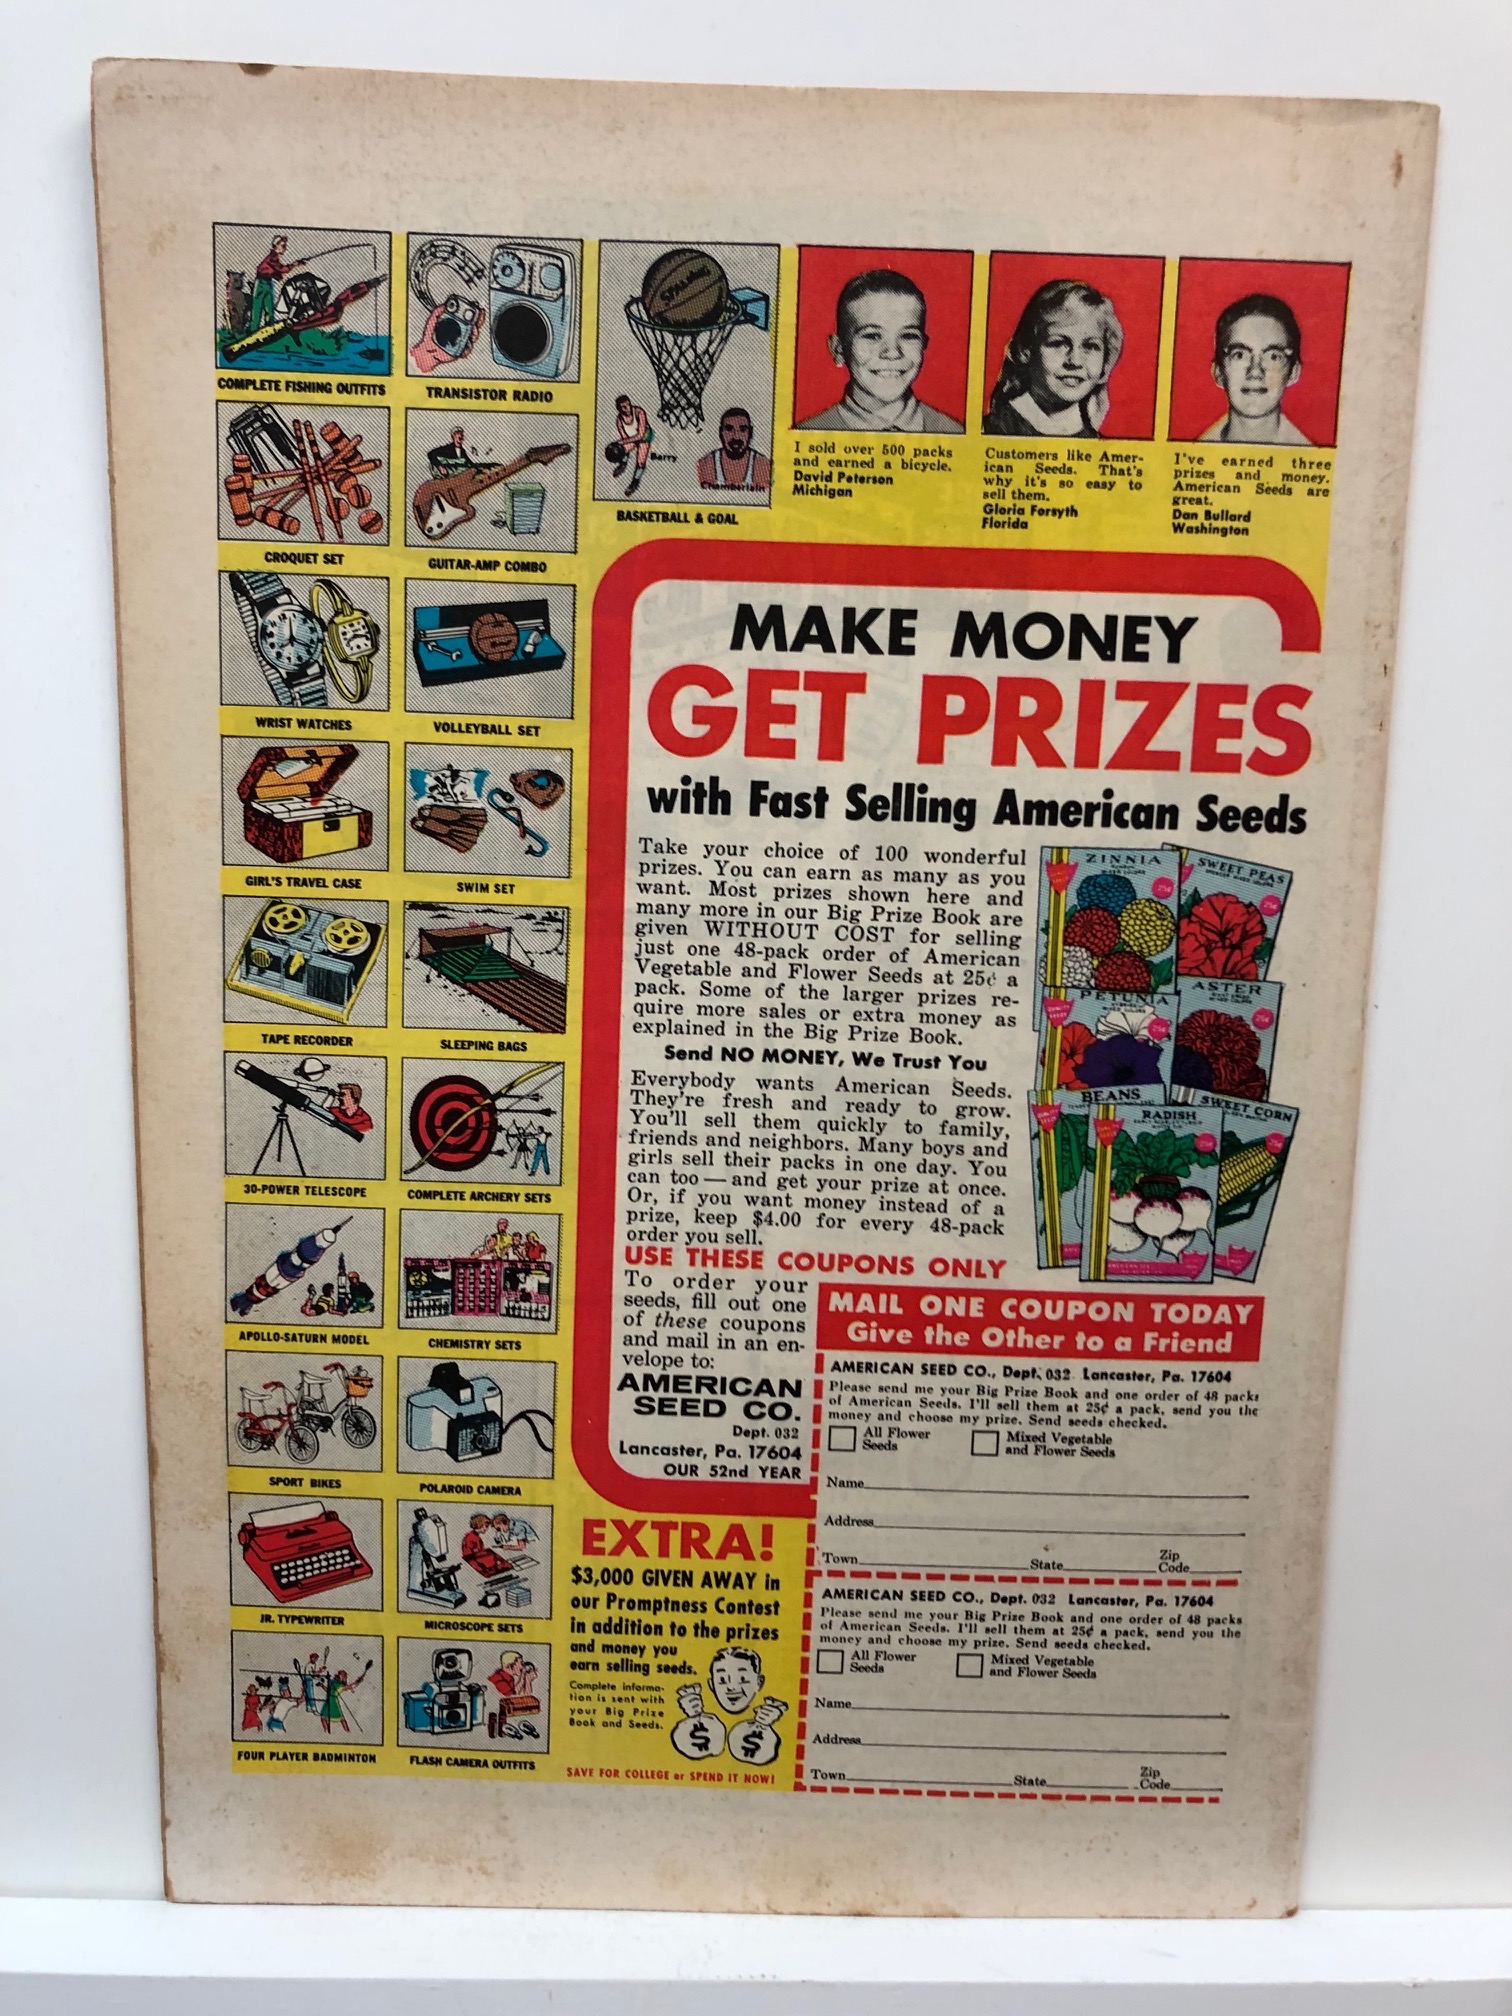 COMPLETE FISHING OUTFITS
TRANSISTOR RADIO
CROQUET SET
GUITAR-AMP COMBO
WRIST WATCHES
VOLLEYBALL SET
GIRL'S TRAVEL CASE
SWIM SET
TAPE RECORDER
SLEEPING BAGS
30-POWER TELESCOPE
COMPLETE ARCHERY SETS
APOLLO-SATURN MODEL
CHEMISTRY SETS
SPORT BIKES
POLAROID CAMERA
JR. TYPEWRITER
MICROSCOPE SETS
FOUR PLAYER BADMINTON
FLASH CAMERA OUTFITS
SPALDING
Barry
Chamberlain
BASKETBALL & GOAL
I sold over 500 packs
and earned a bicycle.
David Peterson
Michigan
Customers like Amer-
ican Seeds. That's
why it's so easy to
sell them.
Gloria Forsyth
Florida
I've earned three
prizes and money.
American Seeds are
great.
Dan Bullard
Washington
MAKE MONEY
GET PRIZES
with Fast Selling American Seeds
Take your choice of 100 wonderful
prizes. You can earn as many as you
want. Most prizes shown here and
many more in our Big Prize Book are
given WITHOUT COST for selling
just one 48-pack order of American
Vegetable and Flower Seeds at 25¢ a
pack. Some of the larger prizes re-
quire more sales or extra money as
explained in the Big Prize Book.
Send NO MONEY, We Trust You
Everybody wants American Seeds.
They're fresh and ready to grow.
You'll sell them quickly to family,
friends and neighbors. Many boys and
girls sell their packs in one day. You
can too — and get your prize at once.
Or, if you want money instead of a
prize, keep $4.00 for every 48-pack
order you sell.
USE THESE COUPONS ONLY
To order your
seeds, fill out one
of these coupons
and mail in an en-
velope to:
AMERICAN
SEED CO.
Dept. 032
Lancaster, Pa. 17604
OUR 52nd YEAR
ZINNIA
25¢
SWEET PEAS
25¢
PETUNIA
25¢
ASTER
25¢
BEANS
RADISH
25¢
SWEET CORN
25¢
MAIL ONE COUPON TODAY
Give the Other to a Friend
AMERICAN SEED CO., Dept. 032 Lancaster, Pa. 17604
Please send me your Big Prize Book and one order of 48 packs
of American Seeds. I'll sell them at 25¢ a pack, send you the
money and choose my prize. Send seeds checked.
All Flower Seeds
Mixed Vegetable and Flower Seeds
Name
Address
Town State Zip Code
AMERICAN SEED CO., Dept. 032 Lancaster, Pa. 17604
Please send me your Big Prize Book and one order of 48 packs
of American Seeds. I'll sell them at 25¢ a pack, send you the
money and choose my prize. Send seeds checked.
All Flower Seeds
Mixed Vegetable and Flower Seeds
Name
Address
Town State Zip Code
EXTRA!
$3,000 GIVEN AWAY in
our Promptness Contest
in addition to the prizes
and money you
earn selling seeds.
Complete informa-
tion is sent with
your Big Prize
Book and Seeds.
$ $
SAVE FOR COLLEGE or SPEND IT NOW!